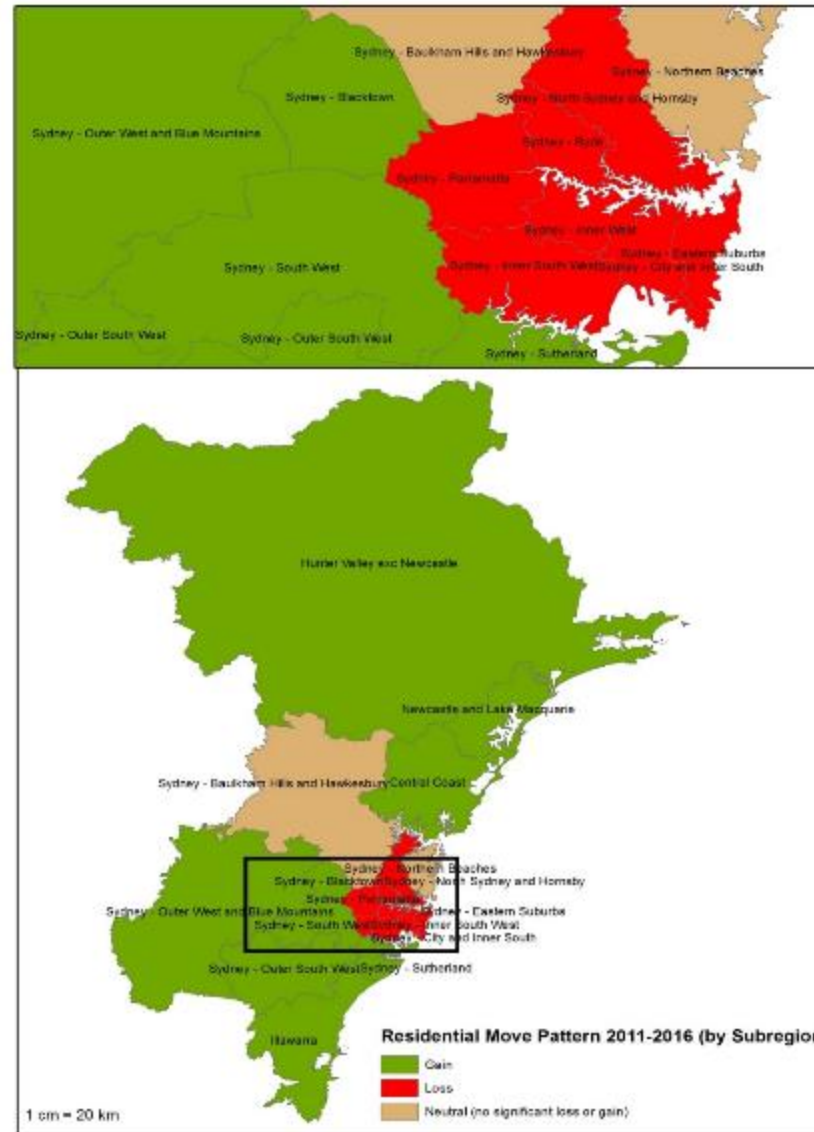 Sydney - Baulkham Hills and Hawkesbury
Sydney - Northern Beaches
Sydney - Blacktown
Sydney - North Sydney and Hornsby
Sydney - Outer West and Blue Mountains
Sydney - Ryde
Sydney - Parramatta
Sydney - Inner West
Sydney - Eastern Suburbs
Sydney - South West
Sydney - Inner South West
Sydney - City and Inner South
Sydney - Outer South West
Sydney - Outer South West
Sydney - Sutherland
Hunter Valley exc Newcastle
Newcastle and Lake Macquarie
Sydney - Baulkham Hills and Hawkesbury
Central Coast
Sydney - Northern Beaches
Sydney - Blacktown
Sydney - North Sydney and Hornsby
Sydney - Parramatta
Sydney - Outer West and Blue Mountains
Sydney - Eastern Suburbs
Sydney - South West
Sydney - Inner South West
Sydney - City and Inner South
Sydney - Outer South West
Sydney - Sutherland
Illawarra
Residential Move Pattern 2011-2016 (by Subregion
Gain
Loss
Neutral (no significant loss or gain)
1 cm = 20 km